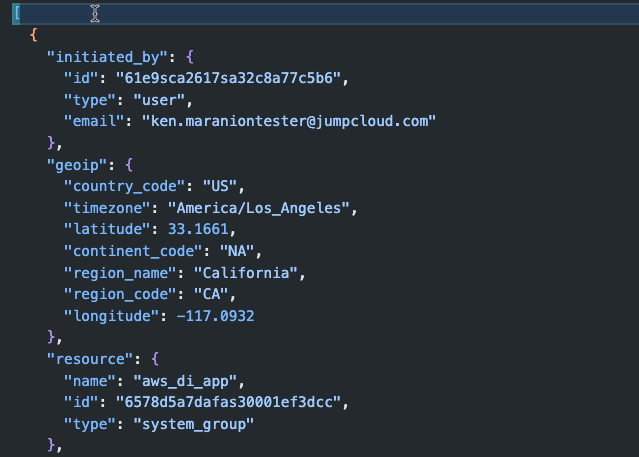 [
  {
    "initiated_by": {
      "id": "61e9sca2617sa32c8a77c5b6",
      "type": "user",
      "email": "ken.maraniontester@jumpcloud.com"
    },
    "geoip": {
      "country_code": "US",
      "timezone": "America/Los_Angeles",
      "latitude": 33.1661,
      "continent_code": "NA",
      "region_name": "California",
      "region_code": "CA",
      "longitude": -117.0932
    },
    "resource": {
      "name": "aws_di_app",
      "id": "6578d5a7dafas30001ef3dcc",
      "type": "system_group"
    },